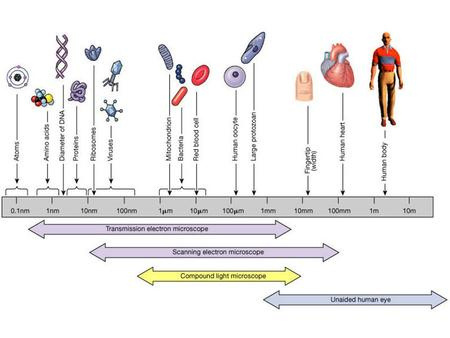 Atoms
Amino acids
Diameter of DNA
Proteins
Ribosomes
Viruses
Mitochondrion
Bacteria
Red blood cell
Human oocyte
Large protozoan
Fingertip
(width)
Human heart
Human body
0.1nm 1nm 10nm 100nm 1μm 10μm 100μm 1mm 10mm 100mm 1m 10m
Transmission electron microscope
Scanning electron microscope
Compound light microscope
Unaided human eye